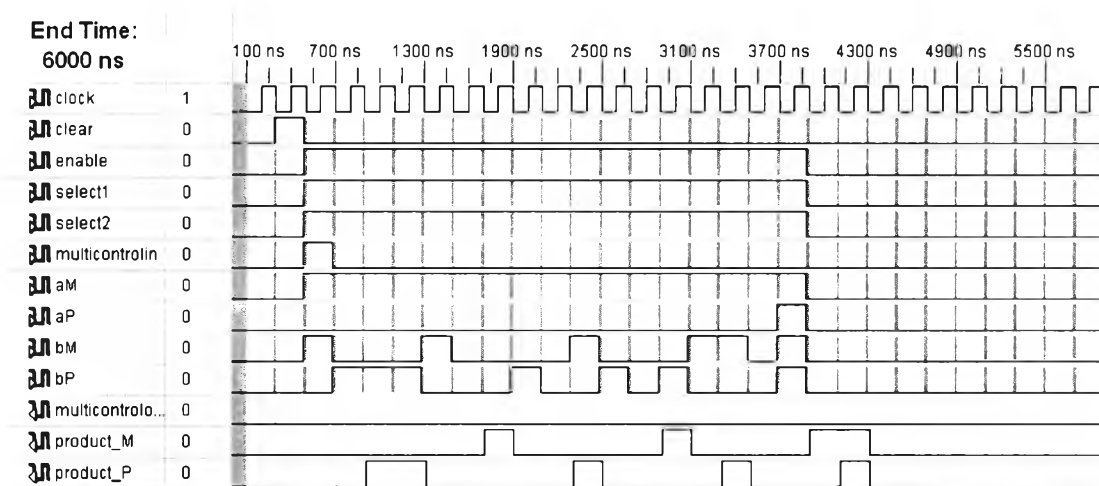 End Time:
6000 ns
100 ns 700 ns 1300 ns 1900 ns 2500 ns 3100 ns 3700 ns 4300 ns 4900 ns 5500 ns
clock 1
clear 0
enable 0
select1 0
select2 0
multicontrolin 0
aM 0
aP 0
bM 0
bP 0
multicontrolo... 0
product_M 0
product_P 0